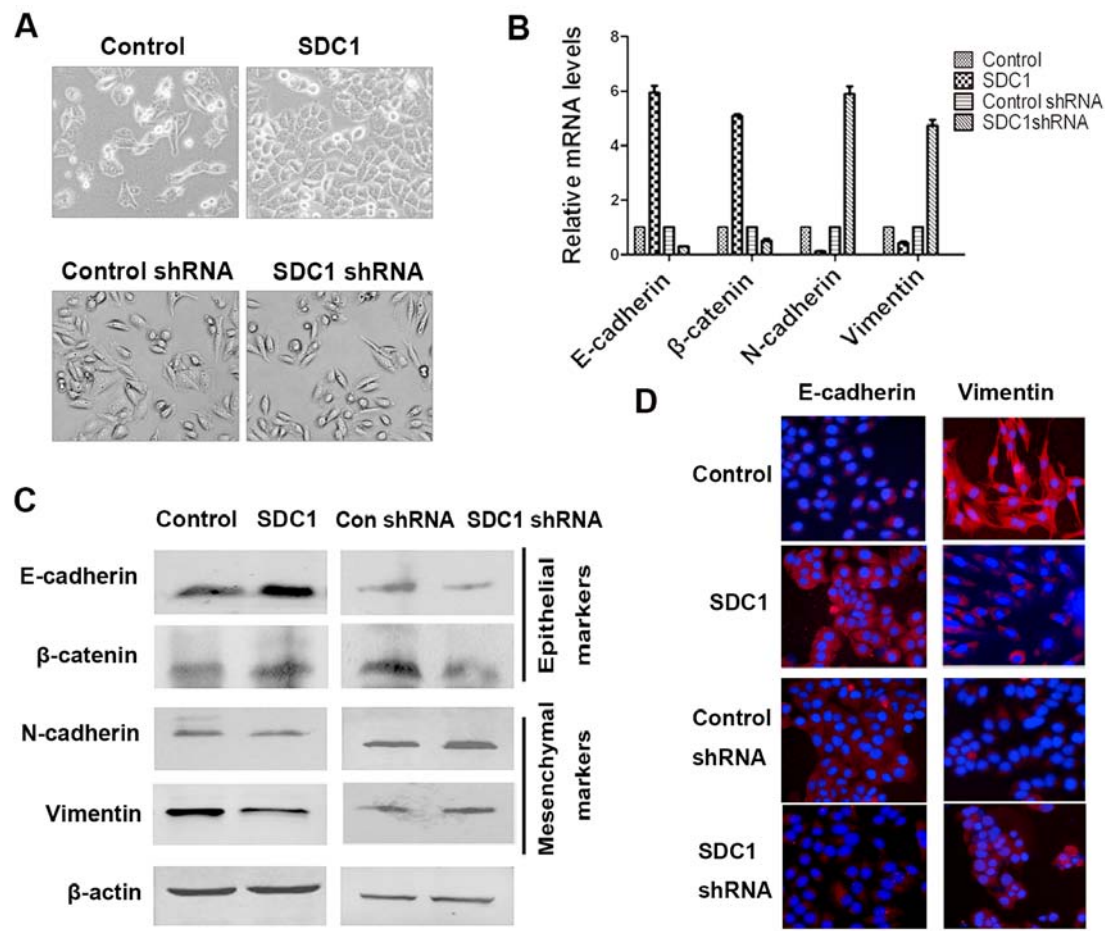 A
Control SDC1
Control shRNA SDC1 shRNA
B
Relative mRNA levels
8
6
4
2
0
E-cadherin
β-catenin
N-cadherin
Vimentin
Control
SDC1
Control shRNA
SDC1shRNA
C
Control SDC1 Con shRNA SDC1 shRNA
E-cadherin
β-catenin
N-cadherin
Vimentin
β-actin
Epithelial
markers
Mesenchymal
markers
D
E-cadherin Vimentin
Control
SDC1
Control
shRNA
SDC1
shRNA